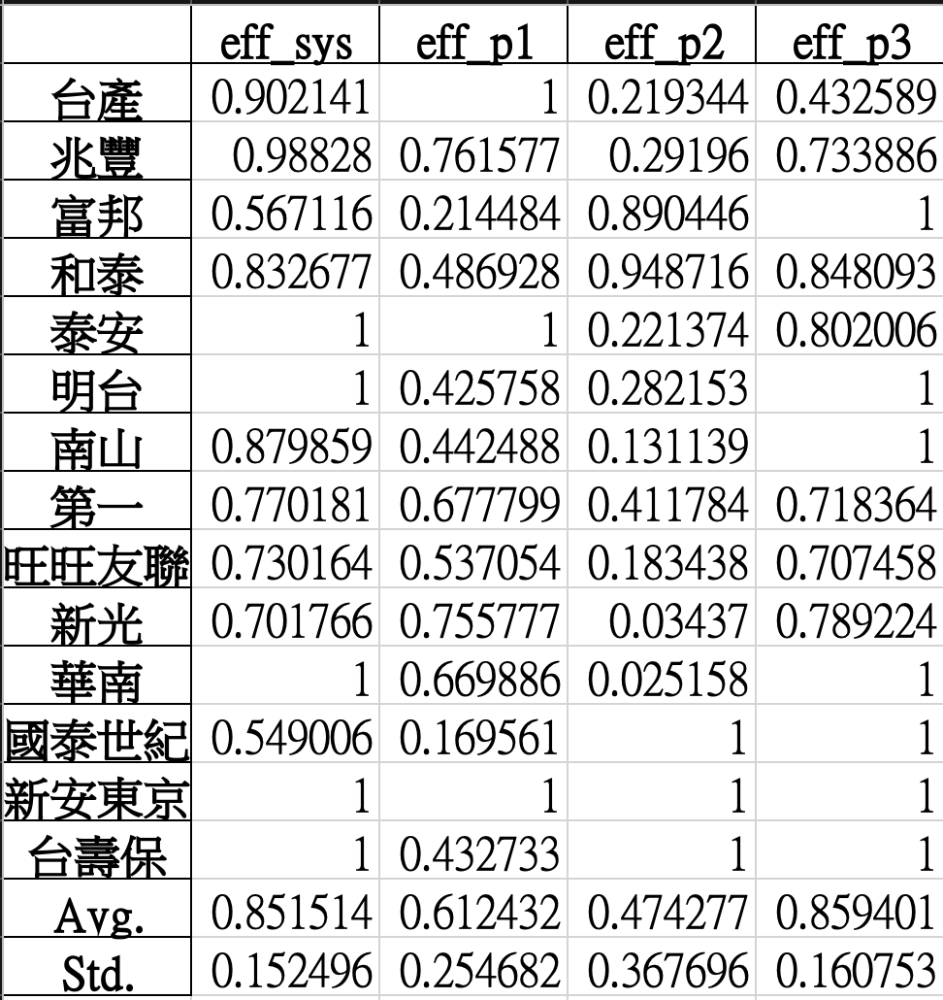 eff_sys eff_p1 eff_p2 eff_p3
台產 0.902141 1 0.219344 0.432589
兆豐 0.98828 0.761577 0.29196 0.733886
富邦 0.567116 0.214484 0.890446 1
和泰 0.832677 0.486928 0.948716 0.848093
泰安 1 1 0.221374 0.802006
明台 1 0.425758 0.282153 1
南山 0.879859 0.442488 0.131139 1
第一 0.770181 0.677799 0.411784 0.718364
旺旺友聯 0.730164 0.537054 0.183438 0.707458
新光 0.701766 0.755777 0.03437 0.789224
華南 1 0.669886 0.025158 1
國泰世紀 0.549006 0.169561 1 1
新安東京 1 1 1 1
台壽保 1 0.432733 1 1
Avg. 0.851514 0.612432 0.474277 0.859401
Std. 0.152496 0.254682 0.367696 0.160753